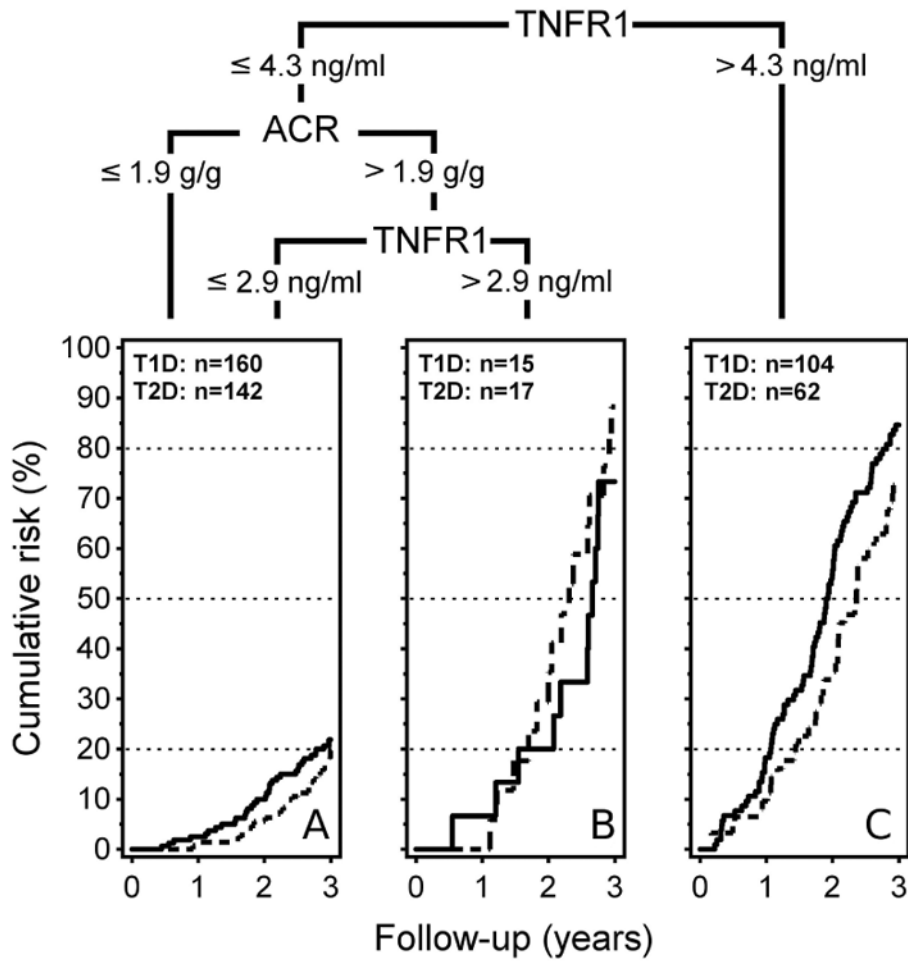 TNFR1
≤ 4.3 ng/ml
> 4.3 ng/ml
ACR
≤ 1.9 g/g
> 1.9 g/g
TNFR1
≤ 2.9 ng/ml
> 2.9 ng/ml
Cumulative risk (%)
100
90
80
70
60
50
40
30
20
10
0
T1D: n=160
T2D: n=142
A
0 1 2 3
T1D: n=15
T2D: n=17
B
0 1 2 3
T1D: n=104
T2D: n=62
C
0 1 2 3
Follow-up (years)